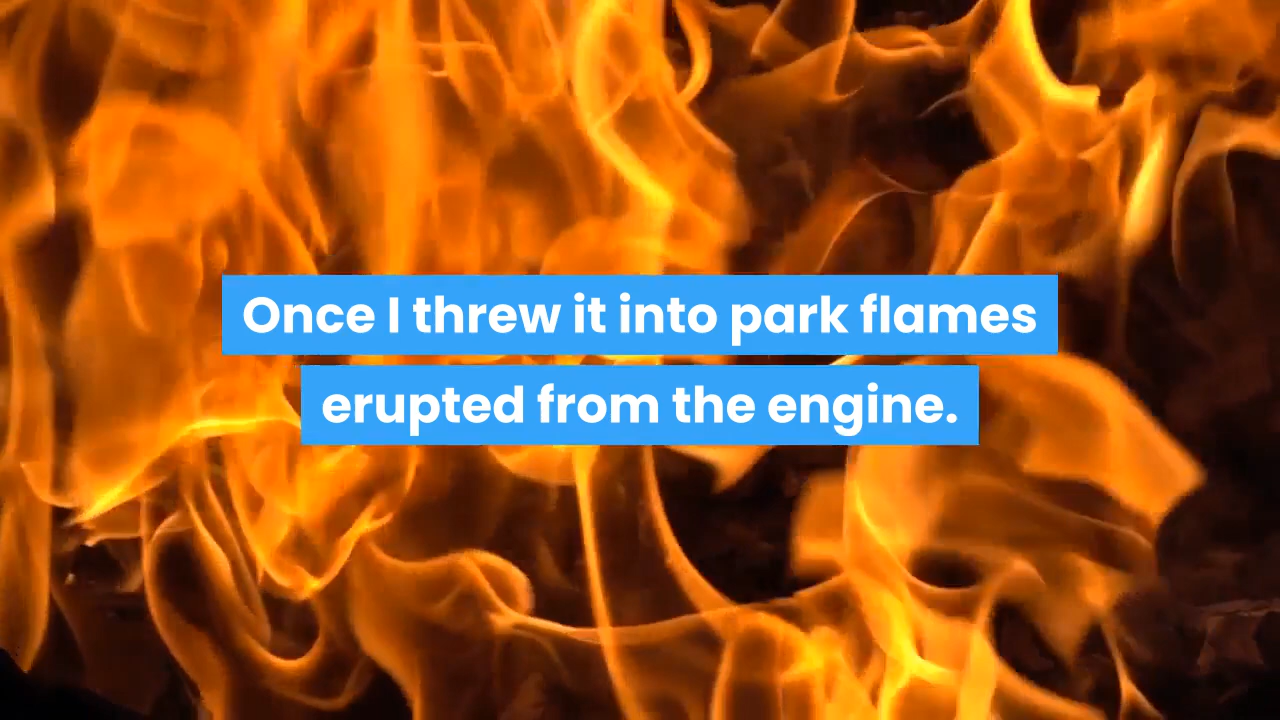 Once I threw it into park flames
erupted from the engine.